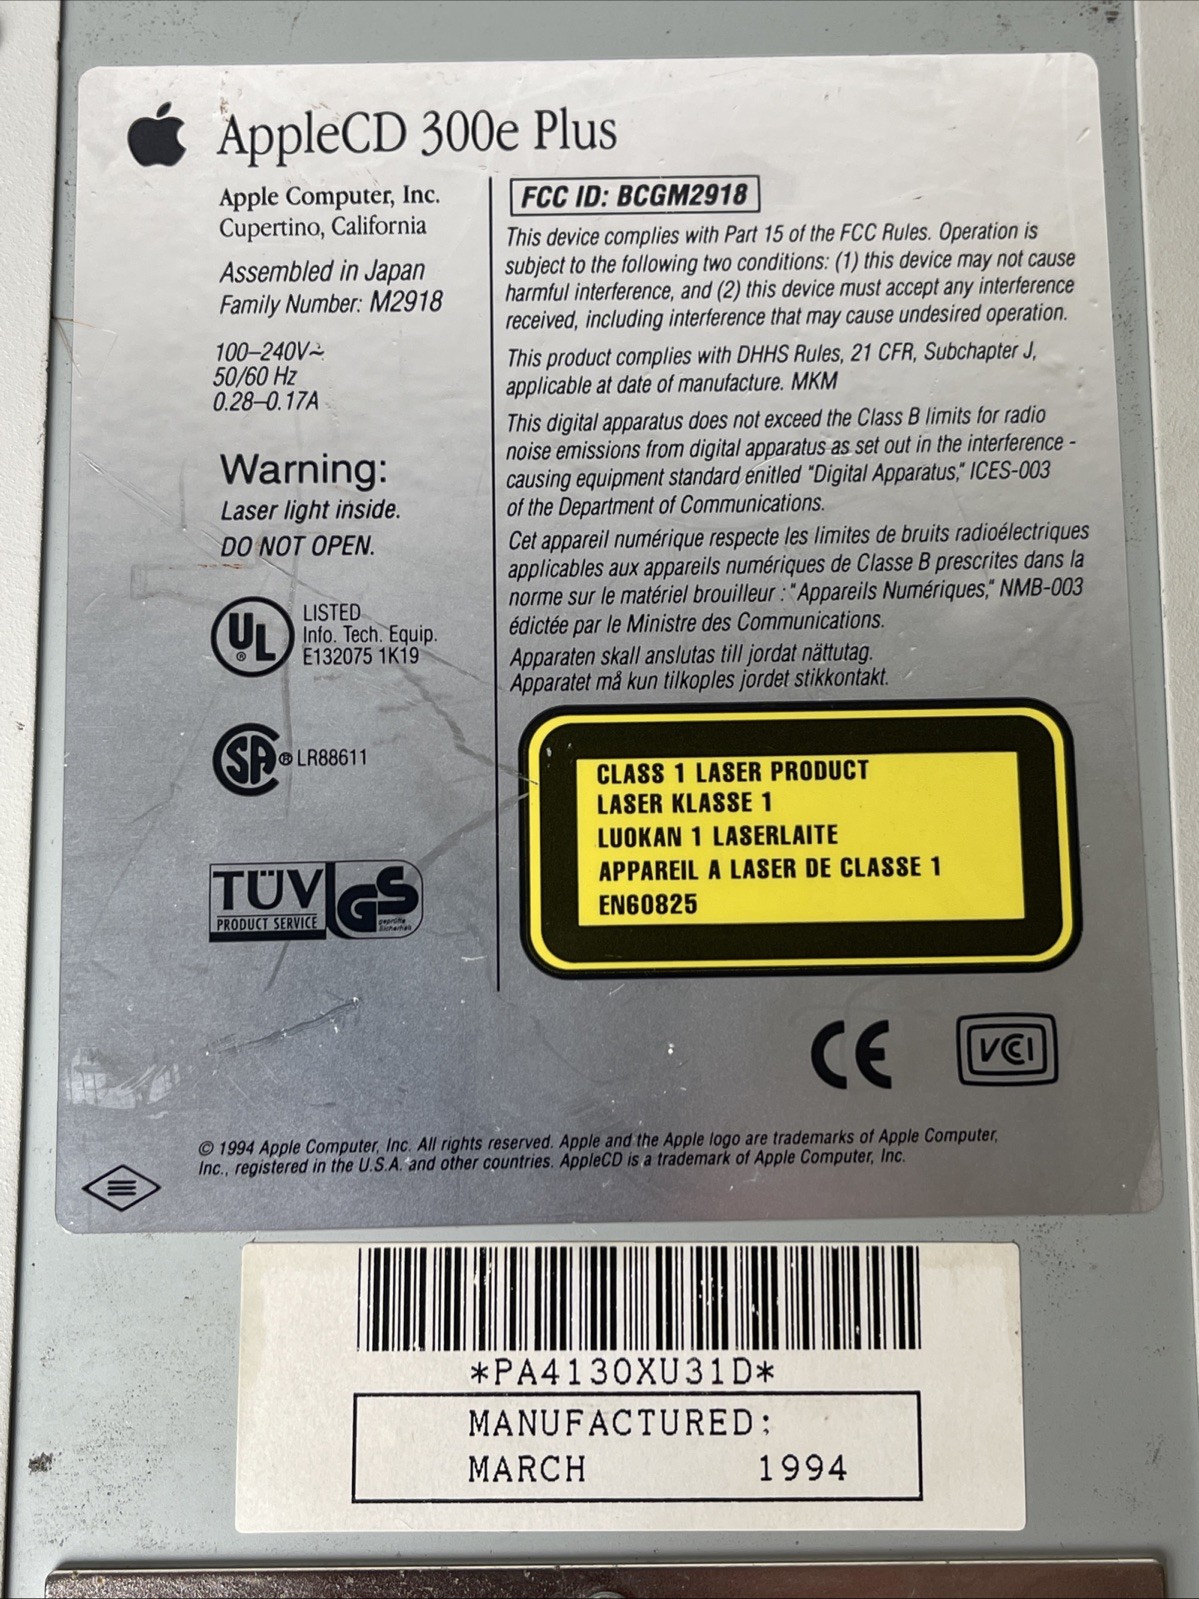 AppleCD 300e Plus
Apple Computer, Inc.
Cupertino, California
Assembled in Japan
Family Number: M2918
100–240V~
50/60 Hz
0.28–0.17A
Warning:
Laser light inside.
DO NOT OPEN.
UL ®
LISTED
Info. Tech. Equip.
E132075 1K19
SA ® LR88611
TÜV
PRODUCT SERVICE
GS
geprüfte
Sicherheit
FCC ID: BCGM2918
This device complies with Part 15 of the FCC Rules. Operation is
subject to the following two conditions: (1) this device may not cause
harmful interference, and (2) this device must accept any interference
received, including interference that may cause undesired operation.
This product complies with DHHS Rules, 21 CFR, Subchapter J,
applicable at date of manufacture. MKM
This digital apparatus does not exceed the Class B limits for radio
noise emissions from digital apparatus as set out in the interference -
causing equipment standard enitled "Digital Apparatus," ICES-003
of the Department of Communications.
Cet appareil numérique respecte les limites de bruits radioélectriques
applicables aux appareils numériques de Classe B prescrites dans la
norme sur le matériel brouilleur : "Appareils Numériques," NMB-003
édictée par le Ministre des Communications.
Apparaten skall anslutas till jordat nättutag.
Apparatet må kun tilkoples jordet stikkontakt.
CLASS 1 LASER PRODUCT
LASER KLASSE 1
LUOKAN 1 LASERLAITE
APPAREIL A LASER DE CLASSE 1
EN60825
CE
VCCI
© 1994 Apple Computer, Inc. All rights reserved. Apple and the Apple logo are trademarks of Apple Computer,
Inc., registered in the U.S.A. and other countries. AppleCD is a trademark of Apple Computer, Inc.
*PA4130XU31D*
MANUFACTURED:
MARCH 1994